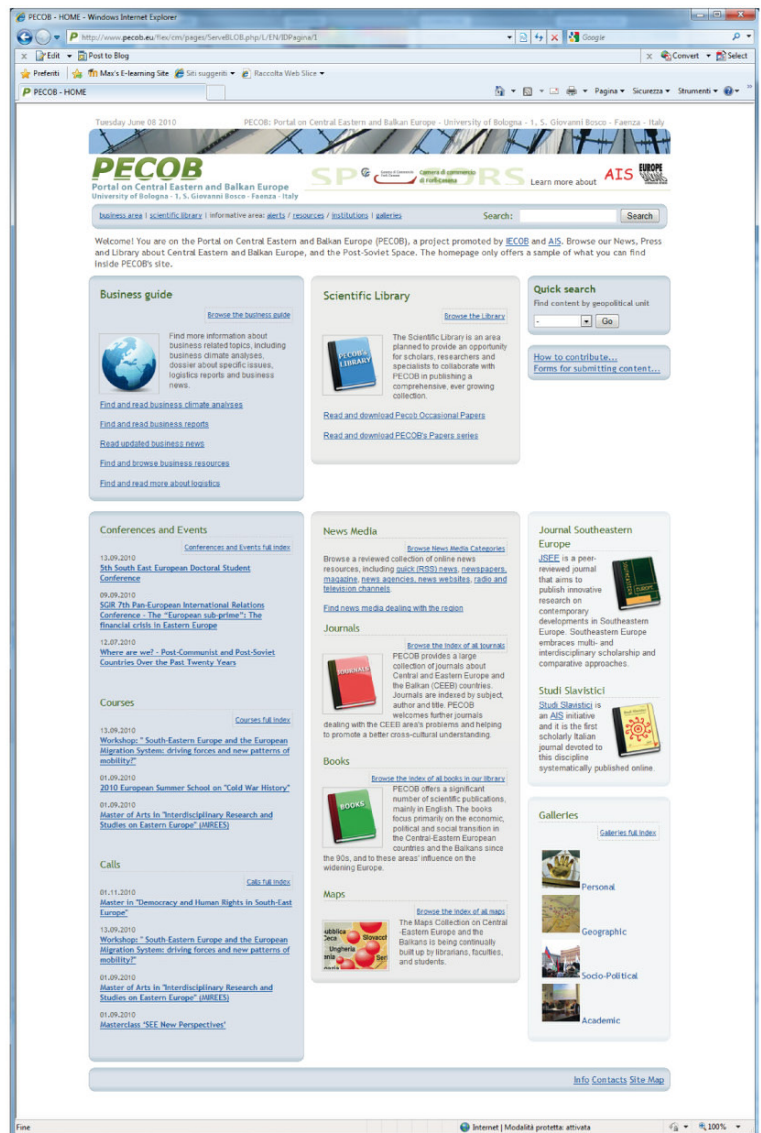 PECOB - HOME - Windows Internet Explorer
http://www.pecob.eu/flex/cm/pages/ServeBLOB.php/L/EN/IDPagina/1
Google
x Edit Post to Blog
x Convert Select
Preferiti Max's E-learning Site Siti suggeriti Raccolta Web Slice
PECOB - HOME
Pagina Sicurezza Strumenti
Tuesday June 08 2010
PECOB: Portal on Central Eastern and Balkan Europe - University of Bologna - 1, S. Giovanni Bosco - Faenza - Italy
PECOB
Portal on Central Eastern and Balkan Europe
University of Bologna - 1, S. Giovanni Bosco - Faenza - Italy
Camera di commercio
di Forlì-Cesena
Learn more about AIS EUROPE
business area | scientific library | informative area: alerts / resources / institutions | galleries
Search: Search
Welcome! You are on the Portal on Central Eastern and Balkan Europe (PECOB), a project promoted by IECOB and AIS. Browse our News, Press
and Library about Central Eastern and Balkan Europe, and the Post-Soviet Space. The homepage only offers a sample of what you can find
inside PECOB's site.
Business guide
Browse the business guide
Find more information about
business related topics, including
business climate analyses,
dossier about specific issues,
logistics reports and business
news.
Find and read business climate analyses
Find and read business reports
Read updated business news
Find and browse business resources
Find and read more about logistics
Scientific Library
Browse the Library
PECOB'S
LIBRARY
The Scientific Library is an area
planned to provide an opportunity
for scholars, researchers and
specialists to collaborate with
PECOB in publishing a
comprehensive, ever growing
collection.
Read and download Pecob Occasional Papers
Read and download PECOB's Papers series
Quick search
Find content by geopolitical unit
- Go
How to contribute...
Forms for submitting content...
Conferences and Events
Conferences and Events full index
13.09.2010
5th South East European Doctoral Student
Conference
09.09.2010
SGIR 7th Pan-European International Relations
Conference - The "European sub-prime": The
financial crisis in Eastern Europe
12.07.2010
Where are we? - Post-Communist and Post-Soviet
Countries Over the Past Twenty Years
Courses
Courses full index
13.09.2010
Workshop: " South-Eastern Europe and the European
Migration System: driving forces and new patterns of
mobility?"
01.09.2010
2010 European Summer School on "Cold War History"
01.09.2010
Master of Arts in "Interdisciplinary Research and
Studies on Eastern Europe" (MIREES)
Calls
Calls full index
01.11.2010
Master in "Democracy and Human Rights in South-East
Europe"
13.09.2010
Workshop: " South-Eastern Europe and the European
Migration System: driving forces and new patterns of
mobility?"
01.09.2010
Master of Arts in "Interdisciplinary Research and
Studies on Eastern Europe" (MIREES)
01.09.2010
Masterclass 'SEE New Perspectives'
News Media
Browse News Media Categories
Browse a reviewed collection of online news
resources, including quick (RSS) news, newspapers,
magazine, news agencies, news websites, radio and
television channels.
Find news media dealing with the region
Journals
Browse the index of all journals
JOURNALS
PECOB provides a large
collection of journals about
Central and Eastern Europe and
the Balkan (CEEB) countries.
Journals are indexed by subject,
author and title. PECOB
welcomes further journals
dealing with the CEEB area's problems and helping
to promote a better cross-cultural understanding.
Books
Browse the index of all books in our library
BOOKS
PECOB offers a significant
number of scientific publications,
mainly in English. The books
focus primarily on the economic,
political and social transition in
the Central-Eastern European
countries and the Balkans since
the 90s, and to these areas' influence on the
widening Europe.
Maps
Browse the index of all maps
The Maps Collection on Central
-Eastern Europe and the
Balkans is being continually
built up by librarians, faculties,
and students.
ubblica
Ceca Slovacch
Ungheria
Journal Southeastern
Europe
JSEE is a peer-
reviewed journal
that aims to
publish innovative
research on
contemporary
developments in Southeastern
Europe. Southeastern Europe
embraces multi- and
interdisciplinary scholarship and
comparative approaches.
Studi Slavistici
Studi Slavistici is
an AIS initiative
and it is the first
scholarly Italian
journal devoted to
this discipline
systematically published online.
Galleries
Galleries full index
Personal
Geographic
Socio-Political
Academic
Info Contacts Site Map
Fine
Internet | Modalità protetta: attivata
100%